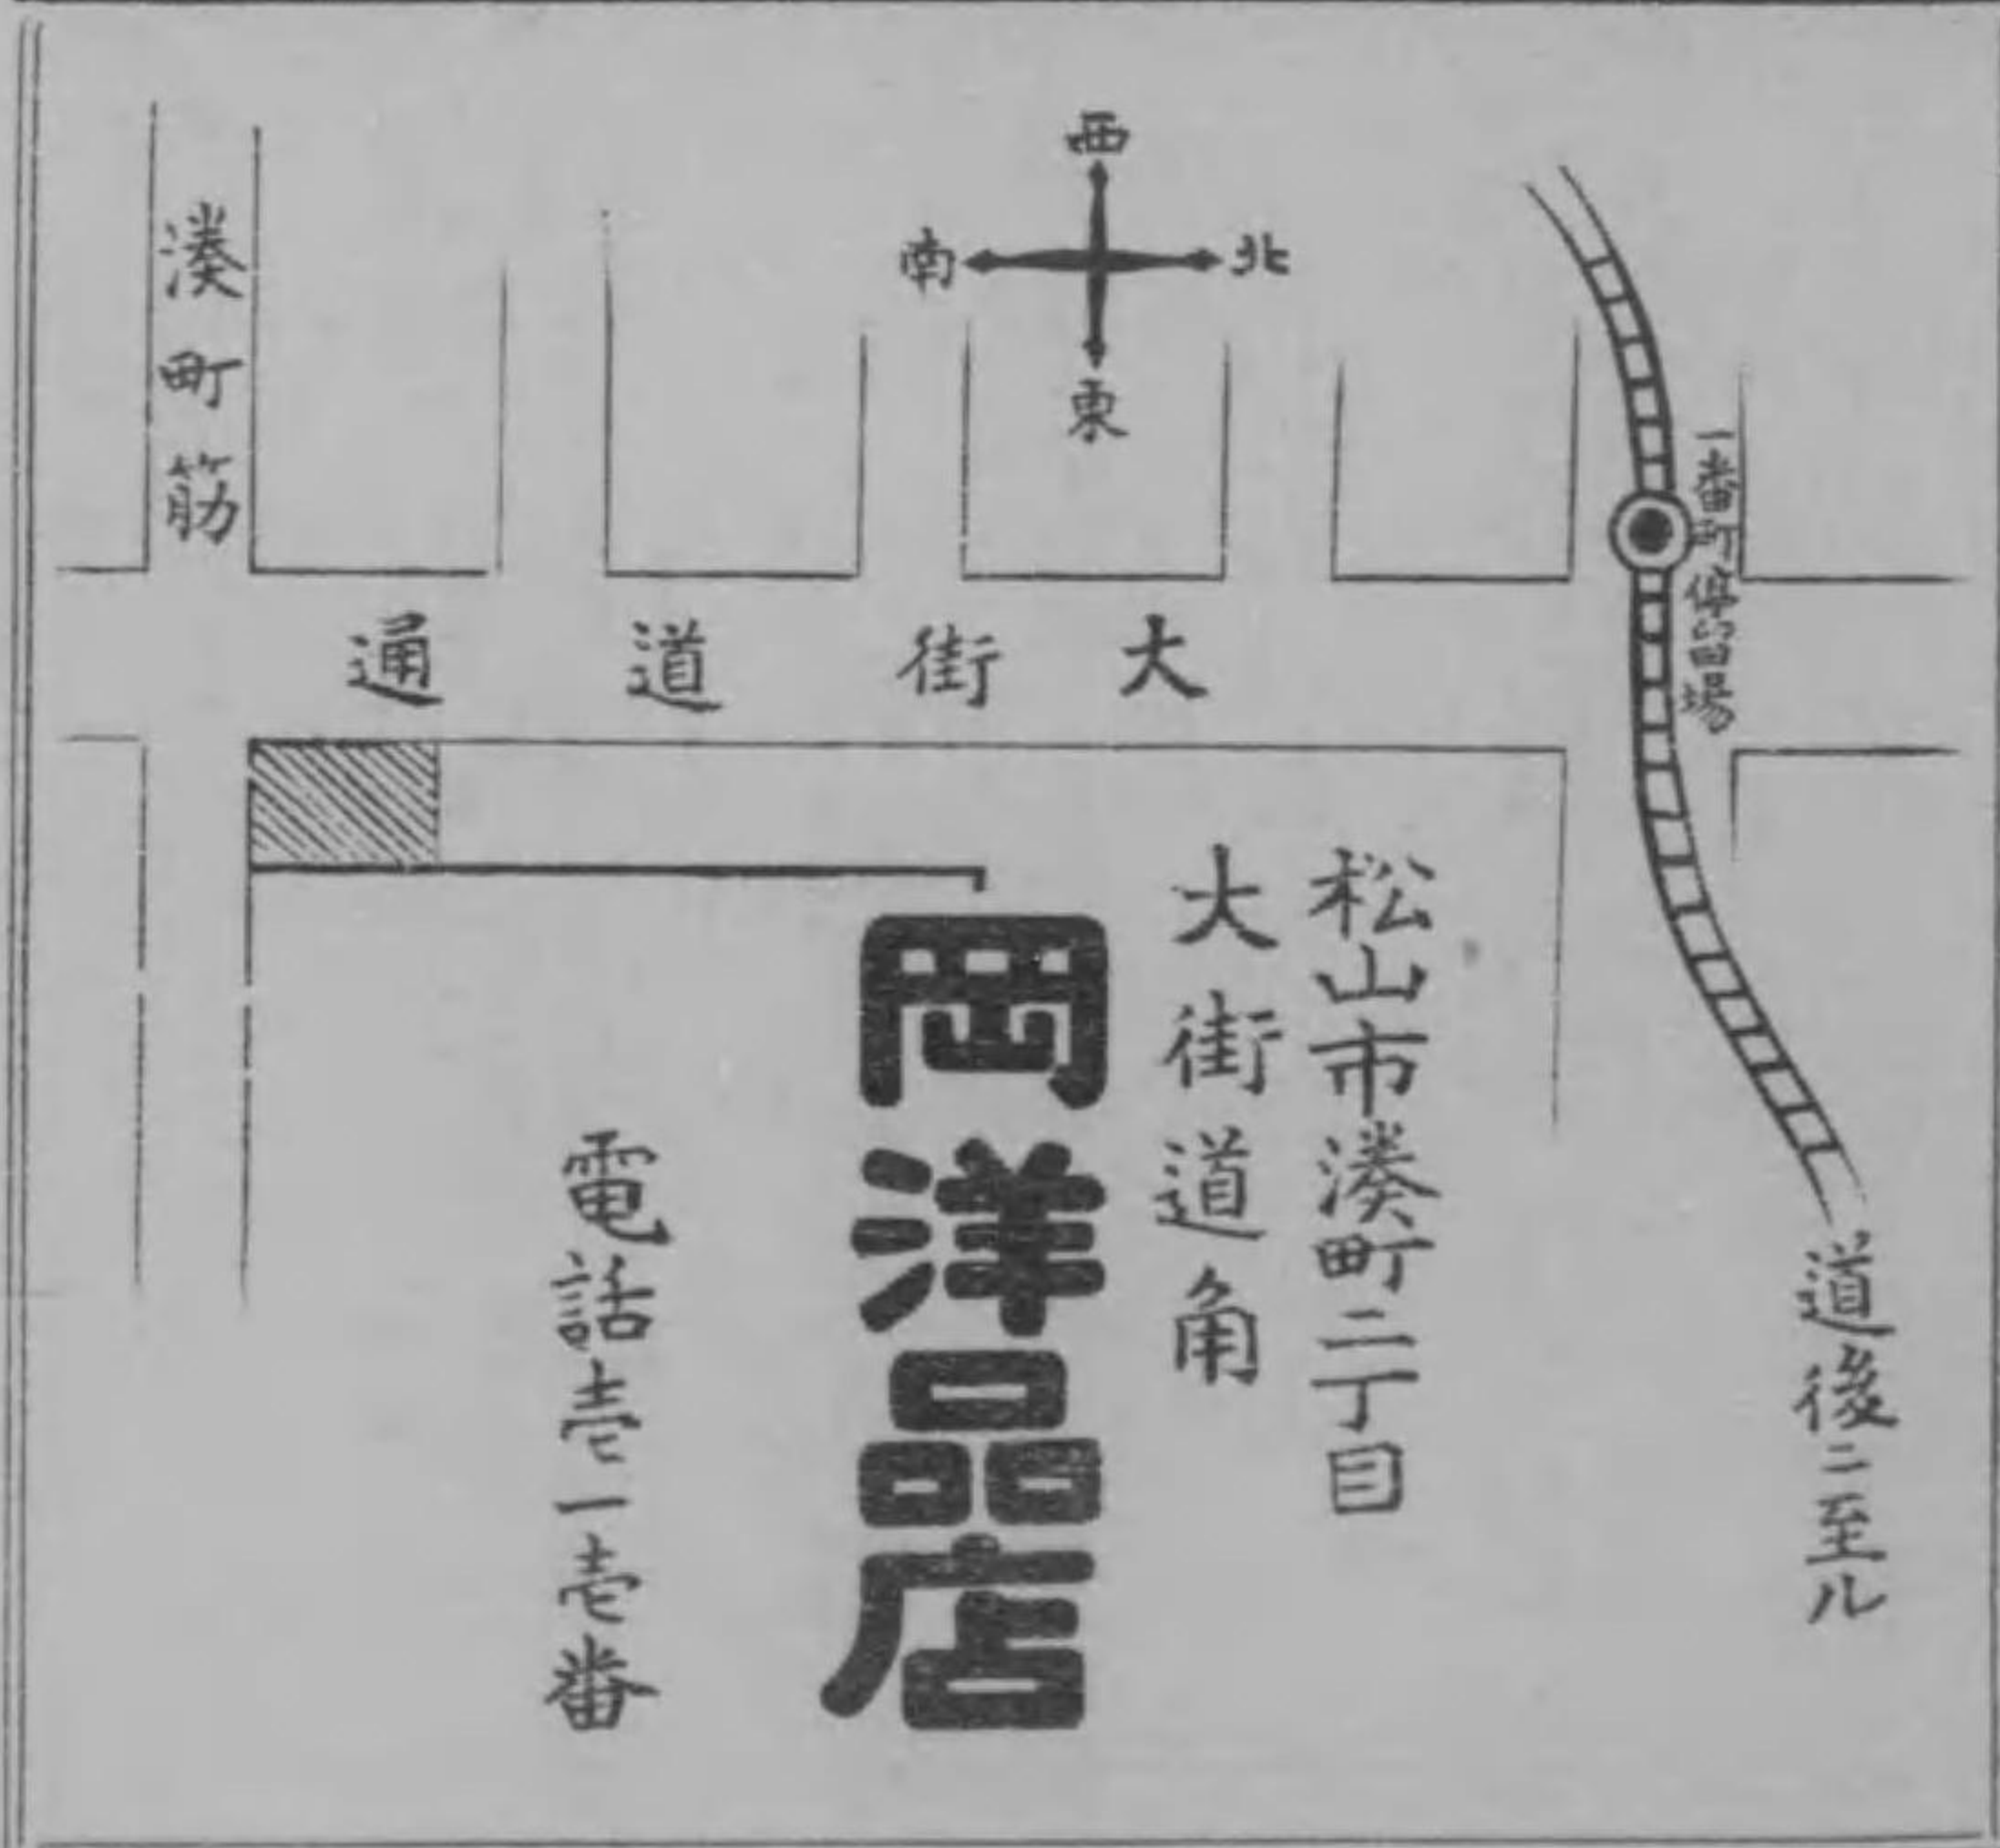 西
南
北
東
湊町筋
一番町停留場
大街道通
松山市湊町二丁目
大街道角
岡洋品店
電話壱一壱番
道後ニ至ル